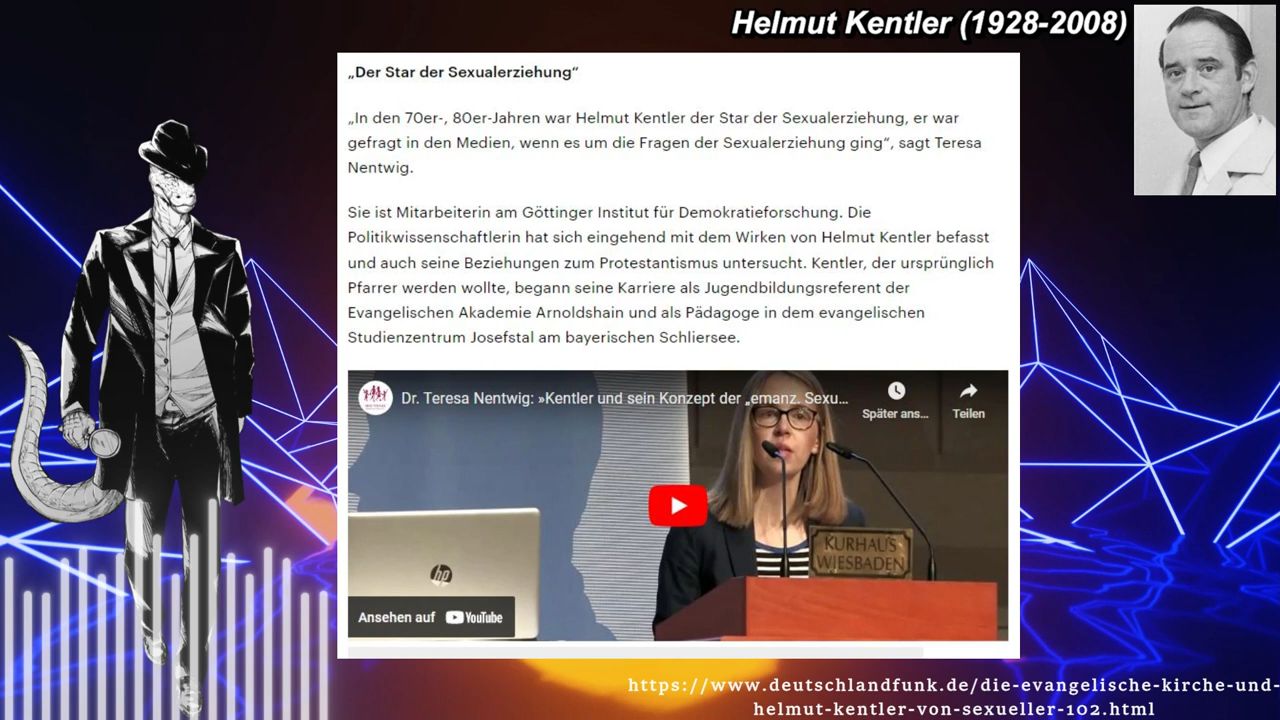 Helmut Kentler (1928-2008)
„Der Star der Sexualerziehung“
„In den 70er-, 80er-Jahren war Helmut Kentler der Star der Sexualerziehung, er war
gefragt in den Medien, wenn es um die Fragen der Sexualerziehung ging“, sagt Teresa
Nentwig.
Sie ist Mitarbeiterin am Göttinger Institut für Demokratieforschung. Die
Politikwissenschaftlerin hat sich eingehend mit dem Wirken von Helmut Kentler befasst
und auch seine Beziehungen zum Protestantismus untersucht. Kentler, der ursprünglich
Pfarrer werden wollte, begann seine Karriere als Jugendbildungsreferent der
Evangelischen Akademie Arnoldshain und als Pädagoge in dem evangelischen
Studienzentrum Josefstal am bayerischen Schliersee.
Dr. Teresa Nentwig: »Kentler und sein Konzept der „emanz. Sexu...
Später ans...
Teilen
KURHAUS
WIESBADEN
hp
Ansehen auf YouTube
https://www.deutschlandfunk.de/die-evangelische-kirche-und-
helmut-kentler-von-sexueller-102.html